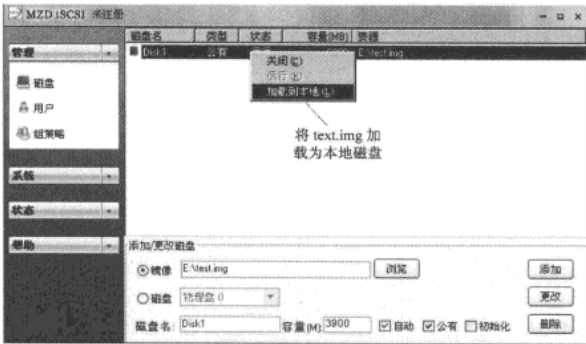 MZD iSCSI 未注册
管理
磁盘
用户
组策略
系统
状态
帮助
磁盘名 类型 状态 容量(MB) 资源
Disk1 公有 E:\test.img
关闭(C)
运行(R)
加载到本地(L)
将 text.img 加
载为本地磁盘
添加/更改磁盘
镜像 E:\test.img 浏览 添加
磁盘 物理盘 0 更改
磁盘名: Disk1 容量(M): 3900 自动 公有 初始化 删除